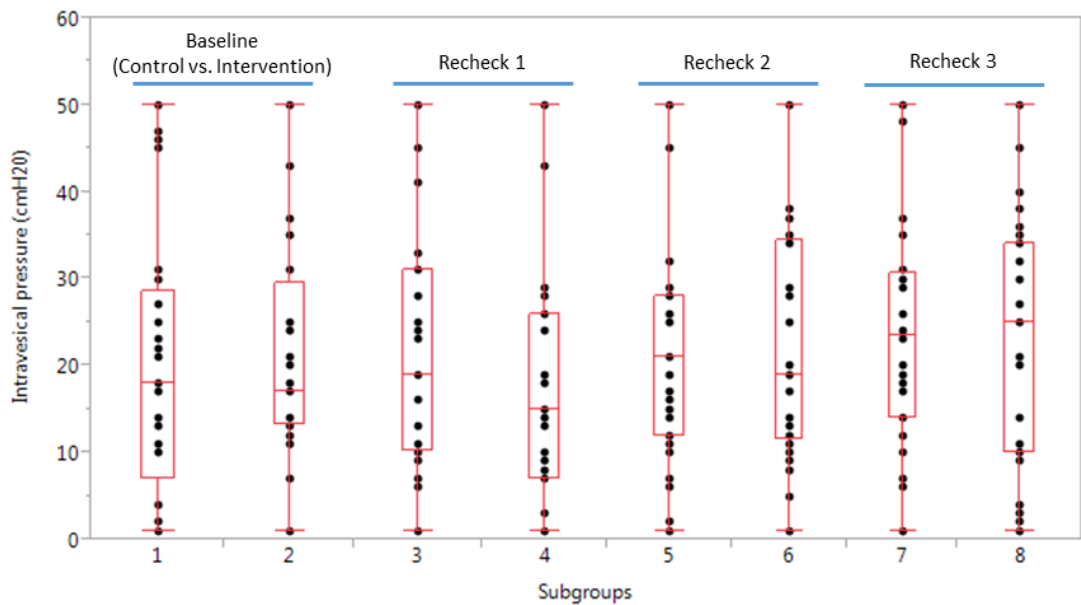 60
50
40
30
20
10
0
Intravesical pressure (cmH20)
Baseline
(Control vs. Intervention)
Recheck 1
Recheck 2
Recheck 3
1 2 3 4 5 6 7 8
Subgroups